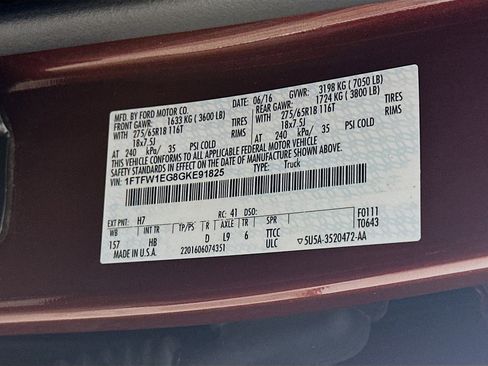 MFD. BY FORD MOTOR CO. DATE: 06/16 GVWR: 3198 KG ( 7050 LB)
FRONT GAWR: 1633 KG ( 3600 LB) REAR GAWR: 1724 KG ( 3800 LB)
WITH 275/65R18 116T TIRES WITH 275/65R18 116T TIRES
18x7.5J RIMS 18x7.5J RIMS
AT 240 kPa/ 35 PSI COLD AT 240 kPa/ 35 PSI COLD
THIS VEHICLE CONFORMS TO ALL APPLICABLE FEDERAL MOTOR VEHICLE
SAFETY STANDARDS IN EFFECT ON THE DATE OF MANUFACTURE SHOWN ABOVE.
VIN: 1FTFW1EG8GKE91825 TYPE: Truck
EXT PNT: H7 RC: 41 DSO: F0111
WB INT TR TP/PS R AXLE TR TTCC T0643
157 HB D L9 6 ULC
MADE IN U.S.A. 2201606074351 ▽5U5A-3520472-AA